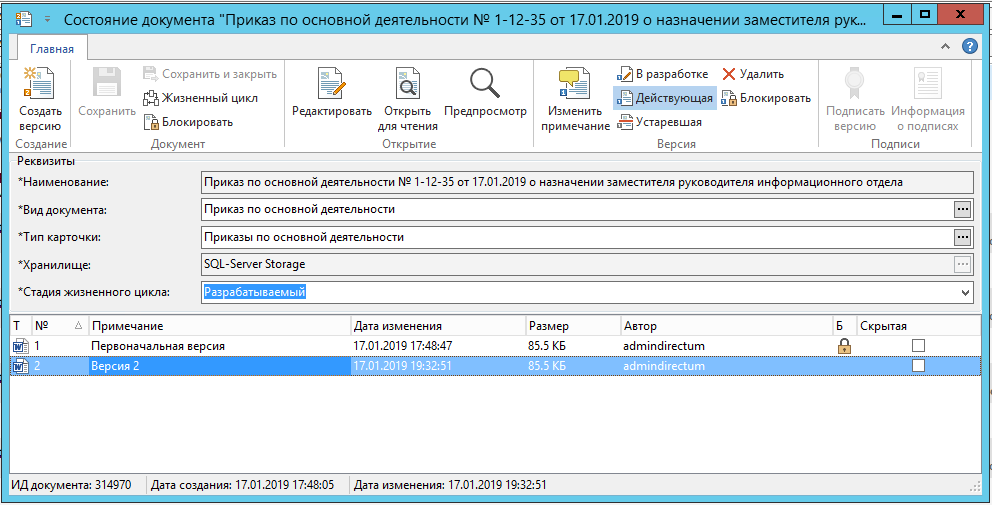 Состояние документа "Приказ по основной деятельности № 1-12-35 от 17.01.2019 о назначении заместителя рук...
Главная
Создать версию
Сохранить
Сохранить и закрыть
Жизненный цикл
Блокировать
Редактировать
Открыть для чтения
Предпросмотр
Изменить примечание
В разработке
Действующая
Устаревшая
Удалить
Блокировать
Подписать версию
Информация о подписях
Создание
Документ
Открытие
Версия
Подписи
Реквизиты
*Наименование: Приказ по основной деятельности № 1-12-35 от 17.01.2019 о назначении заместителя руководителя информационного отдела
*Вид документа: Приказ по основной деятельности
*Тип карточки: Приказы по основной деятельности
*Хранилище: SQL-Server Storage
*Стадия жизненного цикла: Разрабатываемый
Т № Примечание Дата изменения Размер Автор Б Скрытая
1 Первоначальная версия 17.01.2019 17:48:47 85.5 КБ admindirectum
2 Версия 2 17.01.2019 19:32:51 85.5 КБ admindirectum
ИД документа: 314970 Дата создания: 17.01.2019 17:48:05 Дата изменения: 17.01.2019 19:32:51